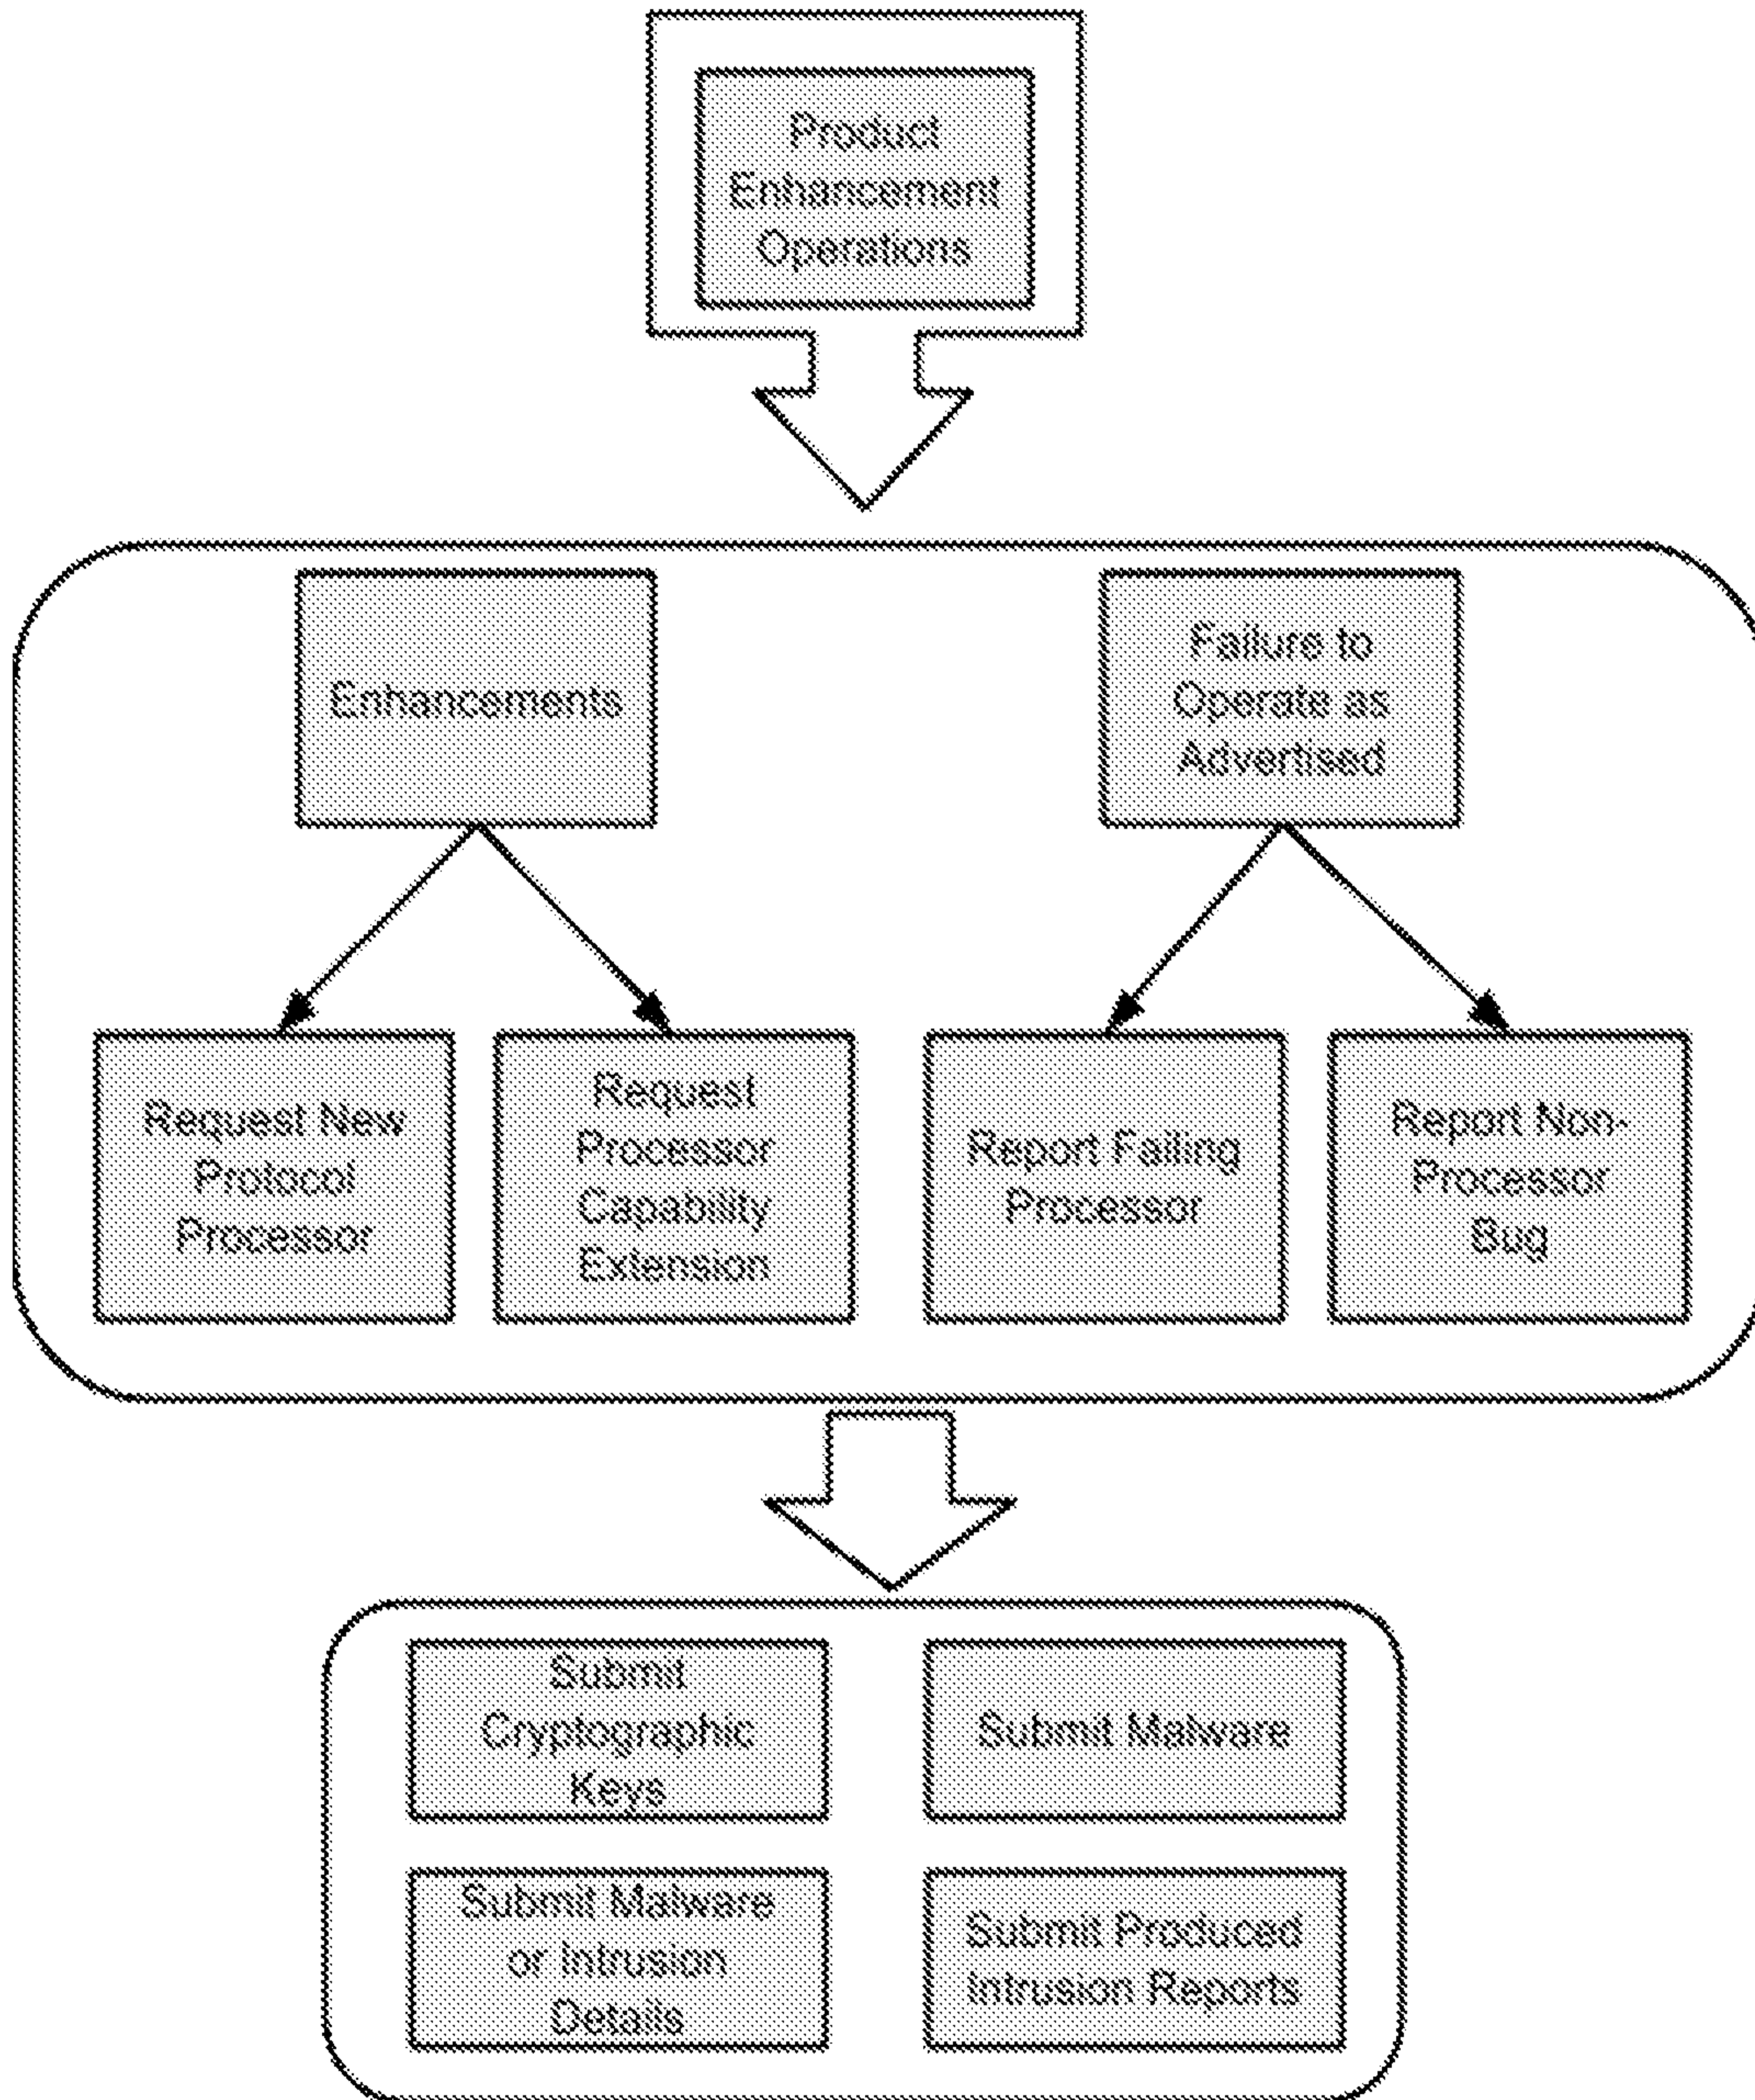 Product
Enhancement
Operations
Enhancements
Failure to
Operate as
Advertised
Request New
Protocol
Processor
Request
Processor
Capability
Extension
Report Failing
Processor
Report Non-
Processor
Bug
Submit
Cryptographic
Keys
Submit Malware
Submit Malware
or Intrusion
Details
Submit Produced
Intrusion Reports